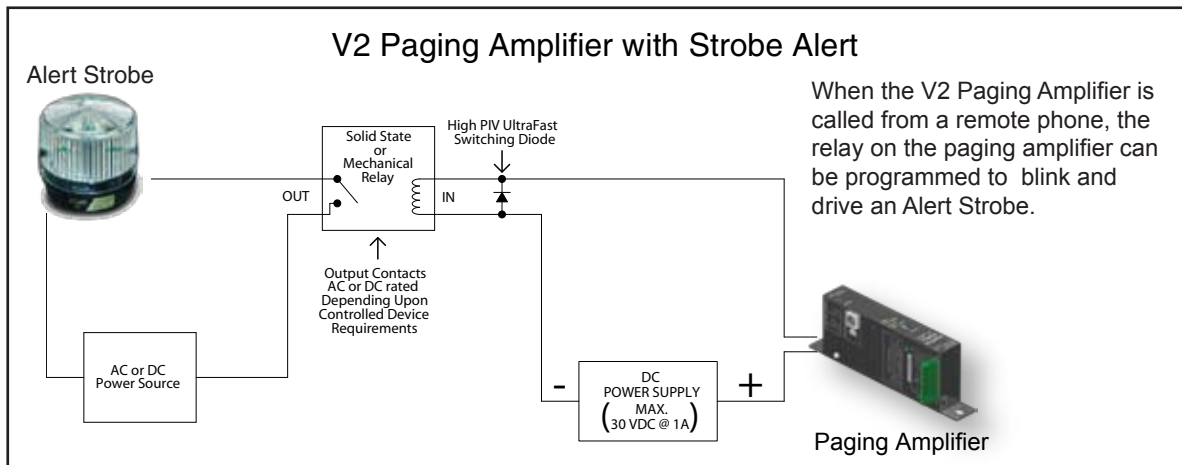 V2 Paging Amplifier with Strobe Alert
Alert Strobe
When the V2 Paging Amplifier is
called from a remote phone, the
relay on the paging amplifier can
be programmed to blink and
drive an Alert Strobe.
High PIV UltraFast
Switching Diode
Solid State
or
Mechanical
Relay
OUT
IN
Output Contacts
AC or DC rated
Depending Upon
Controlled Device
Requirements
AC or DC
Power Source
-
DC
POWER SUPPLY
( MAX.
30 VDC @ 1A )
+
Paging Amplifier